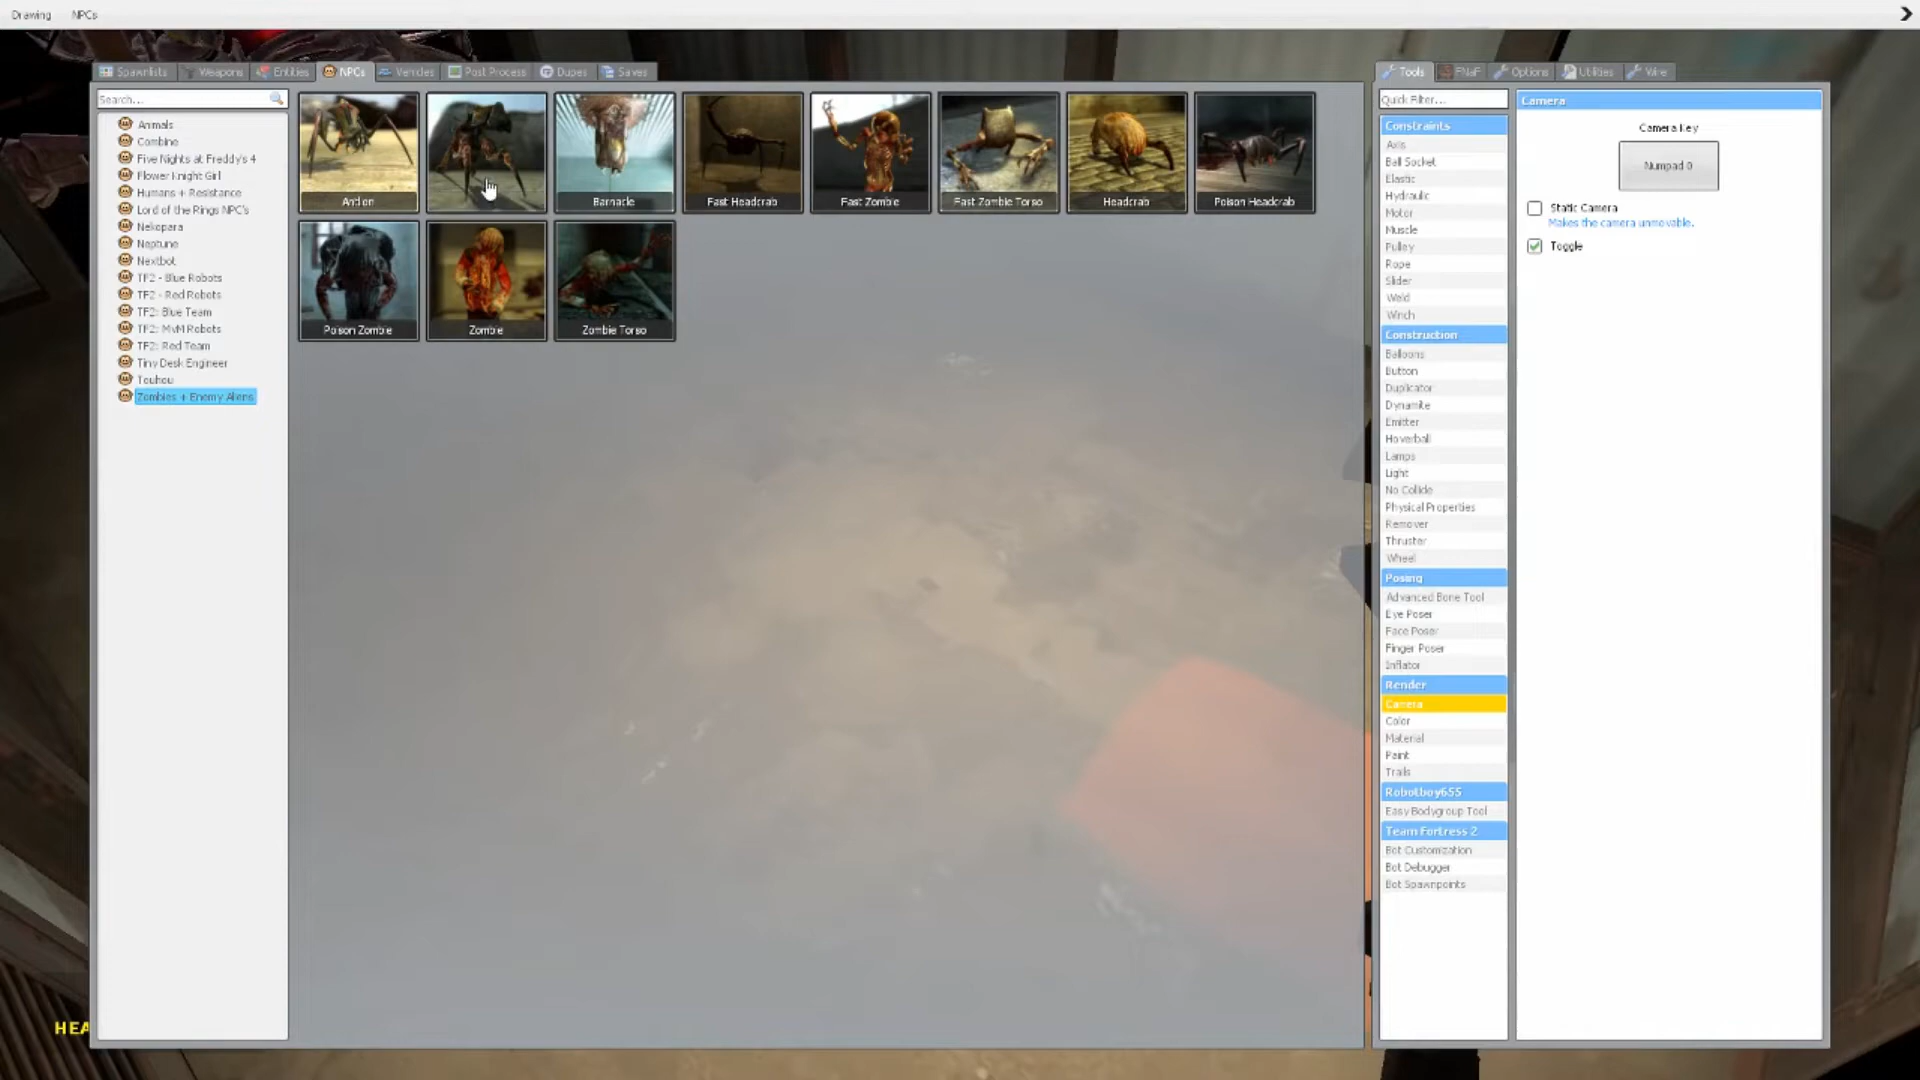 Drawing NPCs
Spawnlists Weapons Entities NPCs Vehicles Post Process Dupes Saves
Tools FNaF Options Utilities Wire
Search...
Animals
Combine
Five Nights at Freddy's 4
Flower Knight Girl
Humans + Resistance
Lord of the Rings NPC's
Nekopara
Neptune
Nextbot
TF2 - Blue Robots
TF2 - Red Robots
TF2: Blue Team
TF2: MvM Robots
TF2: Red Team
Tiny Desk Engineer
Touhou
Zombies + Enemy Aliens
Antlion
Barnacle
Fast Headcrab
Fast Zombie
Fast Zombie Torso
Headcrab
Poison Headcrab
Poison Zombie
Zombie
Zombie Torso
Quick Filter...
Constraints
Axis
Ball Socket
Elastic
Hydraulic
Motor
Muscle
Pulley
Rope
Slider
Weld
Winch
Construction
Balloons
Button
Duplicator
Dynamite
Emitter
Hoverball
Lamps
Light
No Collide
Physical Properties
Remover
Thruster
Wheel
Posing
Advanced Bone Tool
Eye Poser
Face Poser
Finger Poser
Inflator
Render
Camera
Color
Material
Paint
Trails
Robotboy655
Easy Bodygroup Tool
Team Fortress 2
Bot Customization
Bot Debugger
Bot Spawnpoints
Camera
Camera Key
Numpad 0
Static Camera
Makes the camera unmovable.
Toggle
HEA